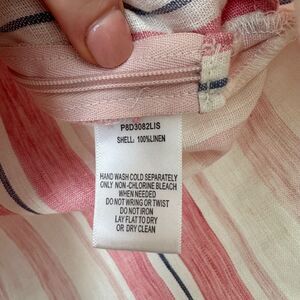 P8D3082LIS
SHELL: 100%LINEN
HAND WASH COLD SEPARATELY
ONLY NON-CHLORINE BLEACH
WHEN NEEDED
DO NOT WRING OR TWIST
DO NOT IRON
LAY FLAT TO DRY
OR DRY CLEAN